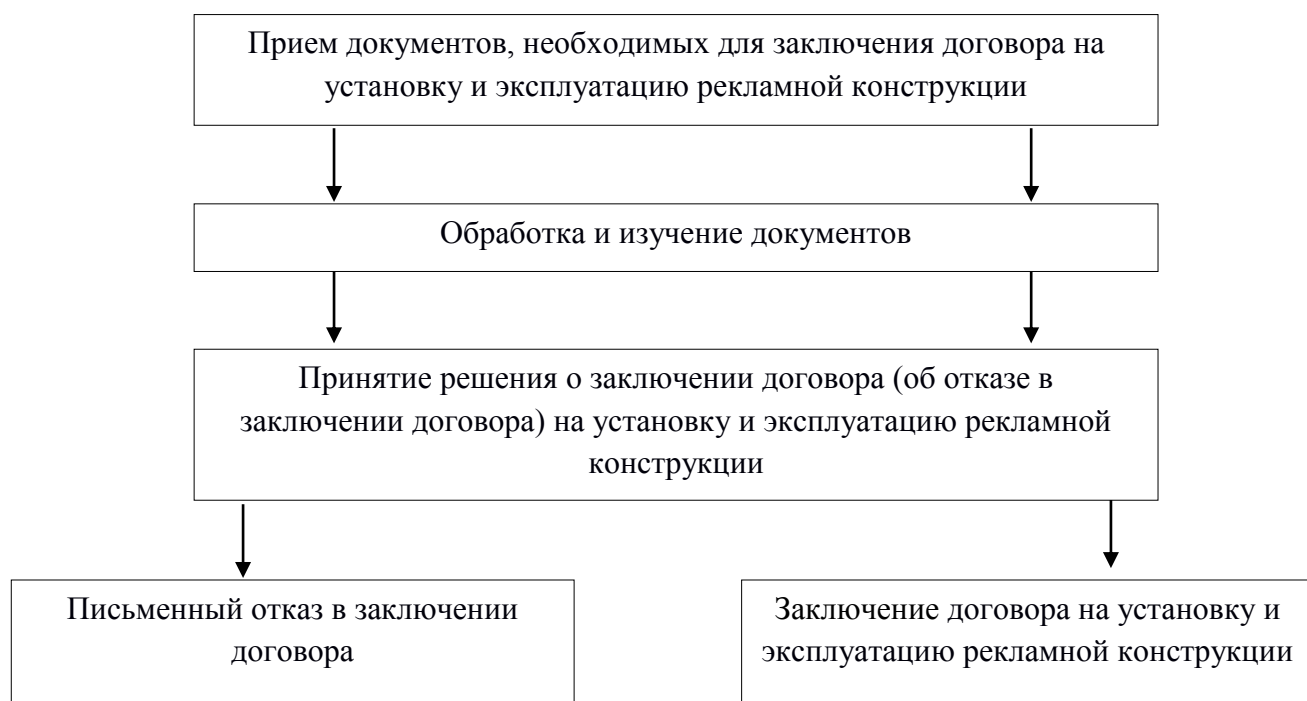 Прием документов, необходимых для заключения договора на
установку и эксплуатацию рекламной конструкции
Обработка и изучение документов
Принятие решения о заключении договора (об отказе в
заключении договора) на установку и эксплуатацию рекламной
конструкции
Письменный отказ в заключении
договора
Заключение договора на установку и
эксплуатацию рекламной конструкции